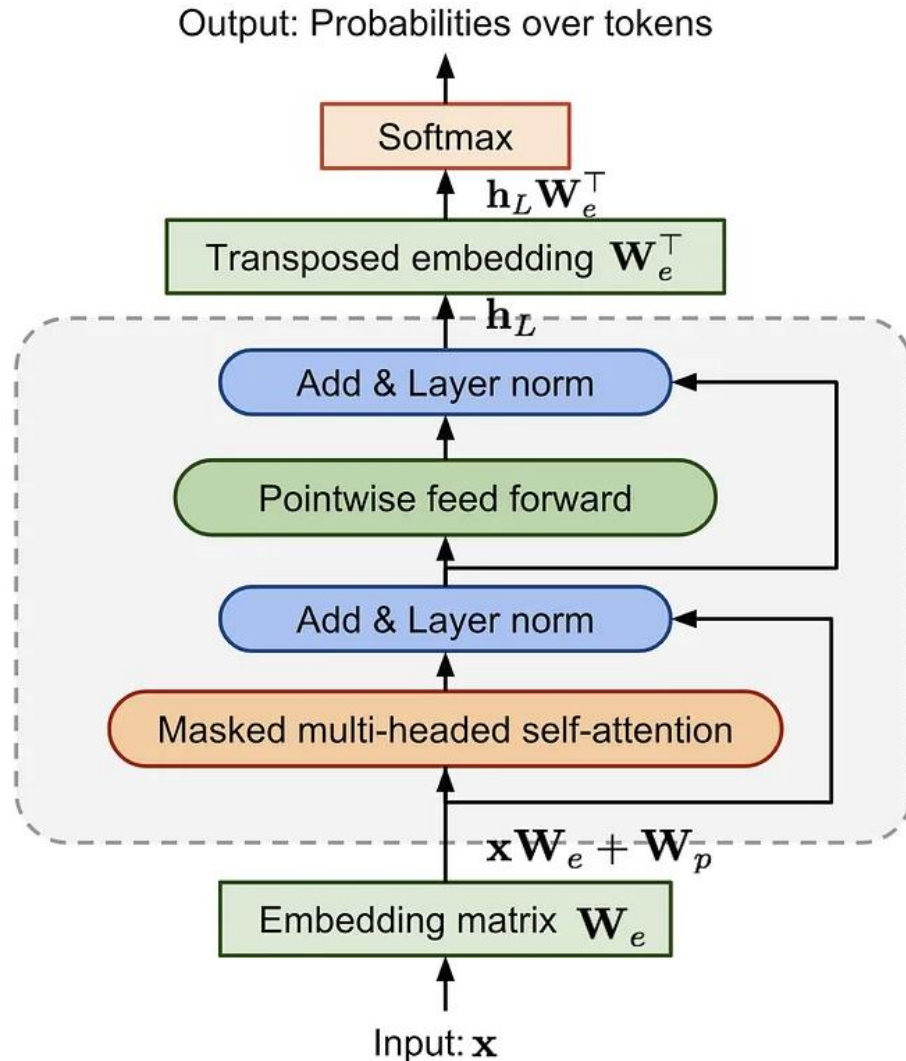 Output: Probabilities over tokens
Softmax
h_L W_e^⊤
Transposed embedding W_e^⊤
h_L
Add & Layer norm
Pointwise feed forward
Add & Layer norm
Masked multi-headed self-attention
xW_e + W_p
Embedding matrix W_e
Input: x